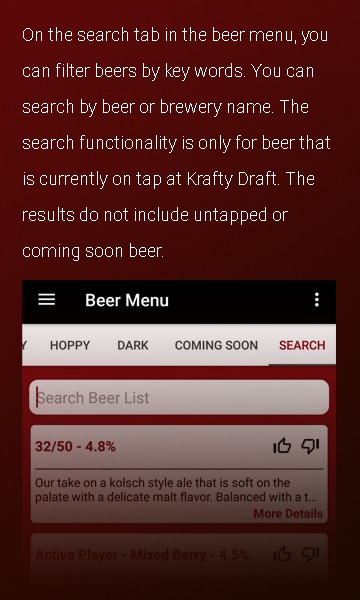 On the search tab in the beer menu, you
can filter beers by key words. You can
search by beer or brewery name. The
search functionality is only for beer that
is currently on tap at Krafty Draft. The
results do not include untapped or
coming soon beer.
Beer Menu
Y HOPPY DARK COMING SOON SEARCH
Search Beer List
32/50 - 4.8%
Our take on a kolsch style ale that is soft on the
palate with a delicate malt flavor. Balanced with a t...
More Details
Active Player - Mixed Berry - 4.5%